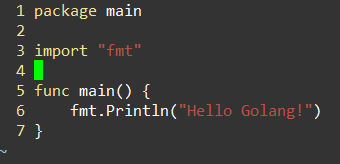 1 package main
2
3 import "fmt"
4
5 func main() {
6     fmt.Println("Hello Golang!")
7 }
~